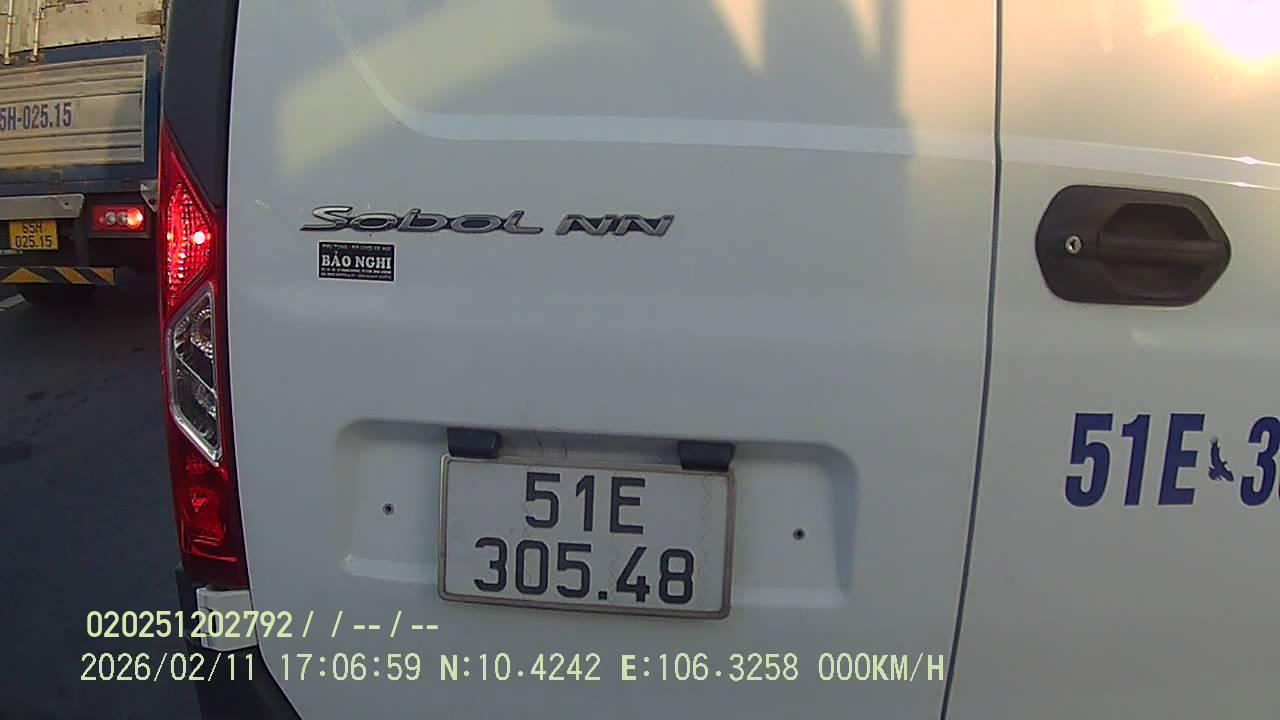 5H-025.15
65H
025.15
SoboL NN
BẢO NGHI
51E
305.48
51E 3
020251202792 / / -- / --
2026/02/11 17:06:59 N:10.4242 E:106.3258 000KM/H